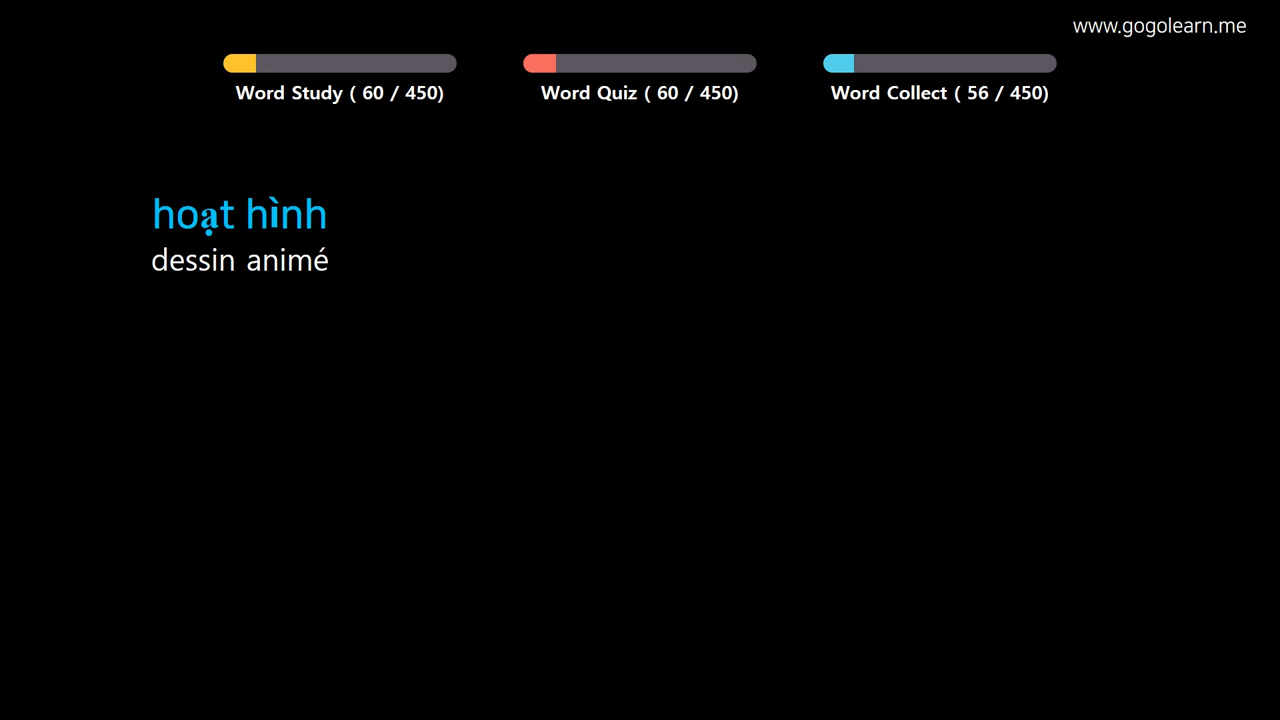 www.gogolearn.me
Word Study ( 60 / 450)
Word Quiz ( 60 / 450)
Word Collect ( 56 / 450)
hoạt hình
dessin animé